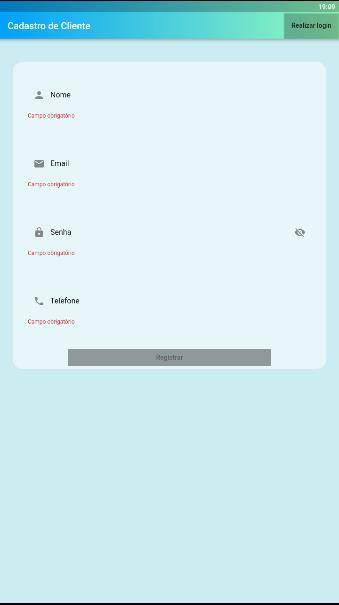 19:09
Cadastro de Cliente
Realizar login
Nome
Campo obrigatório
Email
Campo obrigatório
Senha
Campo obrigatório
Telefone
Campo obrigatório
Registrar